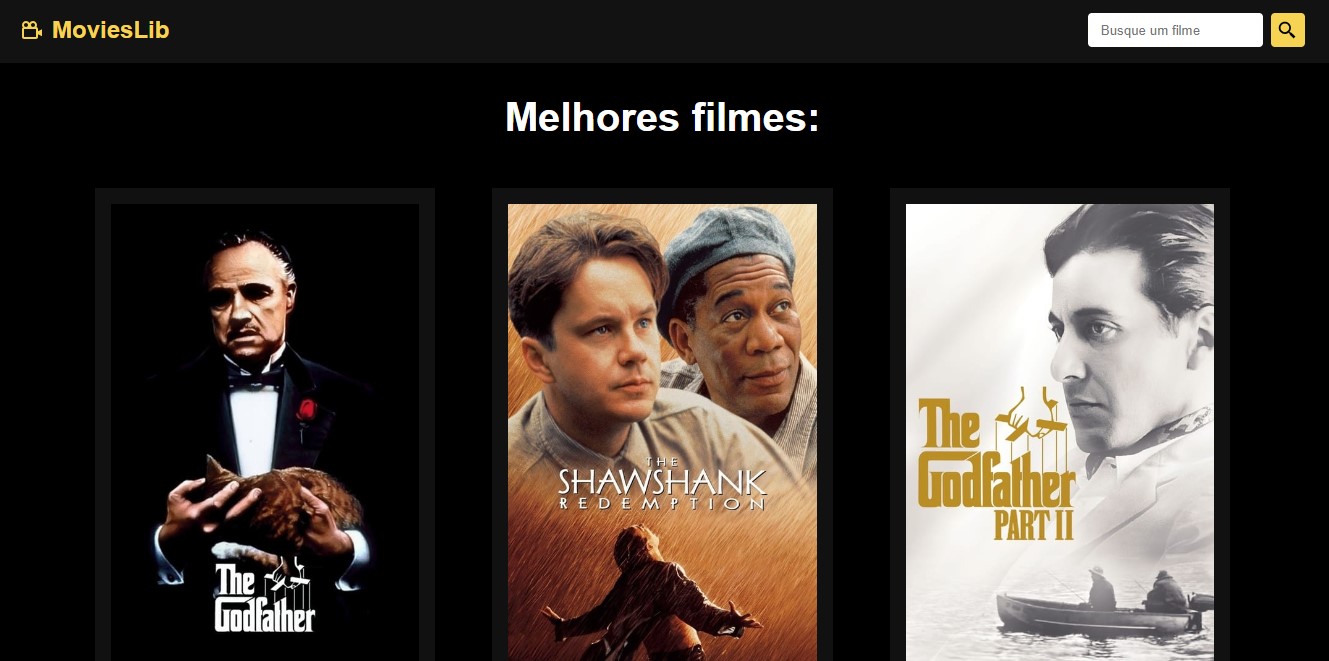 MoviesLib
Busque um filme
Melhores filmes:
The
Godfather
THE
SHAWSHANK
REDEMPTION
The
Godfather
PART II